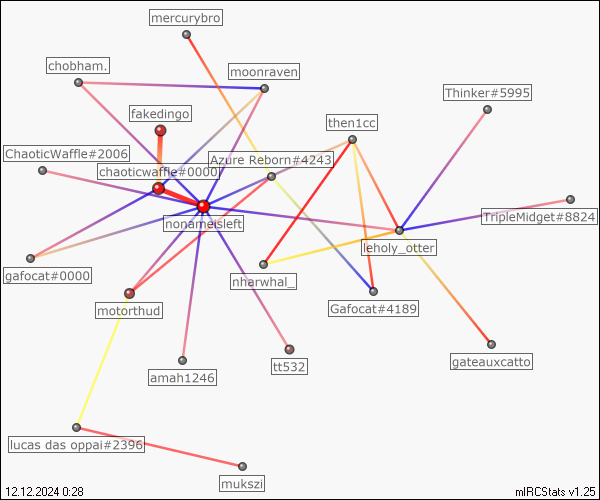 mercurybro
chobham.
moonraven
Thinker#5995
fakedingo
then1cc
ChaoticWaffle#2006
Azure Reborn#4243
chaoticwaffle#0000
TripleMidget#8824
nonameisleft
leholy_otter
gafocat#0000
nharwhal_
motorthud
Gafocat#4189
gateauxcatto
tt532
amah1246
lucas das oppai#2396
mukszi
12.12.2024 0:28
mIRCStats v1.25